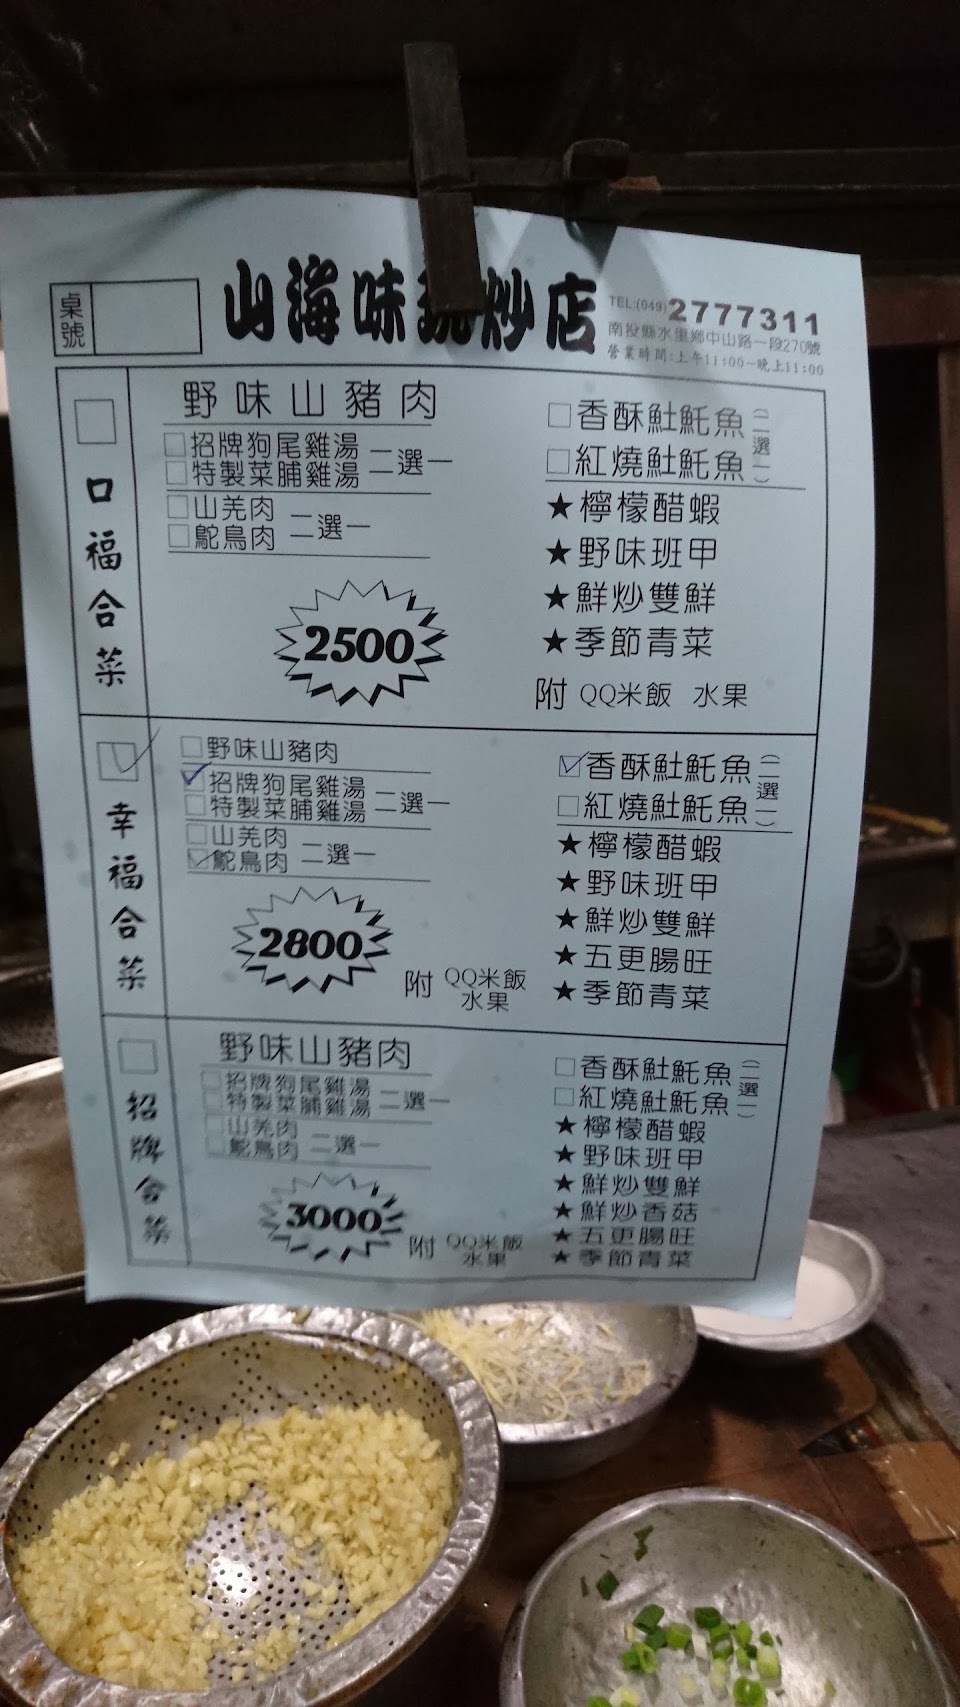 桌號
山海味 炒店
TEL:(049)2777311
南投縣水里鄉中山路一段270號
營業時間:上午11:00~晚上11:00
□口福合菜
野味山豬肉
□招牌狗尾雞湯
□特製菜脯雞湯 二選一
□山羌肉
□鴕鳥肉 二選一
2500
□香酥𩵚魠魚
□紅燒𩵚魠魚 (二選一)
★檸檬醋蝦
★野味班甲
★鮮炒雙鮮
★季節青菜
附 QQ米飯 水果
☑幸福合菜
□野味山豬肉
☑招牌狗尾雞湯
□特製菜脯雞湯 二選一
□山羌肉
☑鴕鳥肉 二選一
2800
附 QQ米飯
水果
☑香酥𩵚魠魚
□紅燒𩵚魠魚 (二選一)
★檸檬醋蝦
★野味班甲
★鮮炒雙鮮
★五更腸旺
★季節青菜
□招牌合菜
野味山豬肉
□招牌狗尾雞湯
□特製菜脯雞湯 二選一
□山羌肉
□鴕鳥肉 二選一
3000
附 QQ米飯
水果
□香酥𩵚魠魚
□紅燒𩵚魠魚 (二選一)
★檸檬醋蝦
★野味班甲
★鮮炒雙鮮
★鮮炒香菇
★五更腸旺
★季節青菜